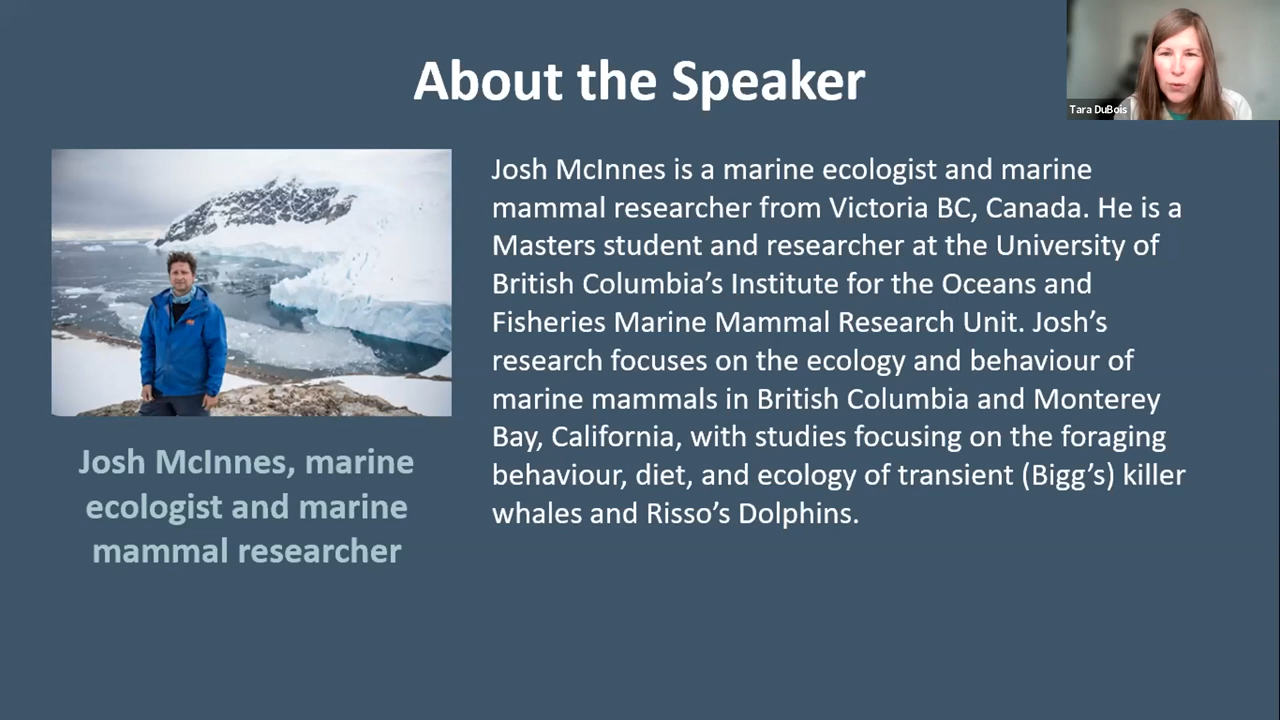 About the Speaker
Tara DuBois
Josh McInnes is a marine ecologist and marine
mammal researcher from Victoria BC, Canada. He is a
Masters student and researcher at the University of
British Columbia’s Institute for the Oceans and
Fisheries Marine Mammal Research Unit. Josh’s
research focuses on the ecology and behaviour of
marine mammals in British Columbia and Monterey
Bay, California, with studies focusing on the foraging
behaviour, diet, and ecology of transient (Bigg’s) killer
whales and Risso’s Dolphins.
Josh McInnes, marine
ecologist and marine
mammal researcher